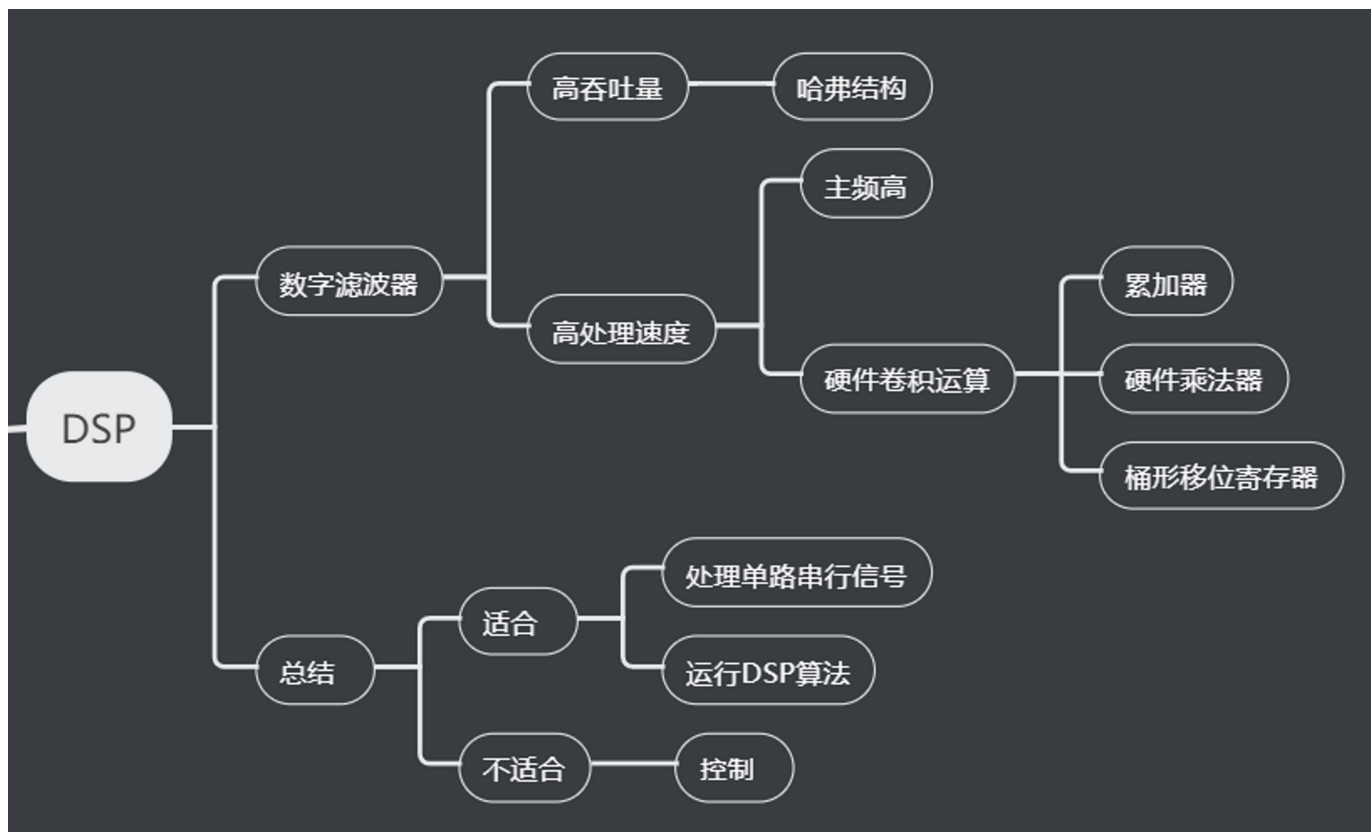 高吞吐量
哈弗结构
主频高
数字滤波器
累加器
高处理速度
硬件卷积运算
硬件乘法器
DSP
桶形移位寄存器
处理单路串行信号
适合
总结
运行DSP算法
不适合
控制